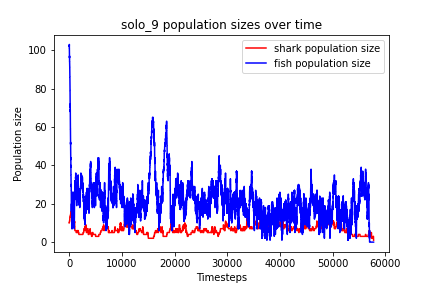 solo_9 population sizes over time
shark population size
fish population size
Population size
100
80
60
40
20
0
0 10000 20000 30000 40000 50000 60000
Timesteps